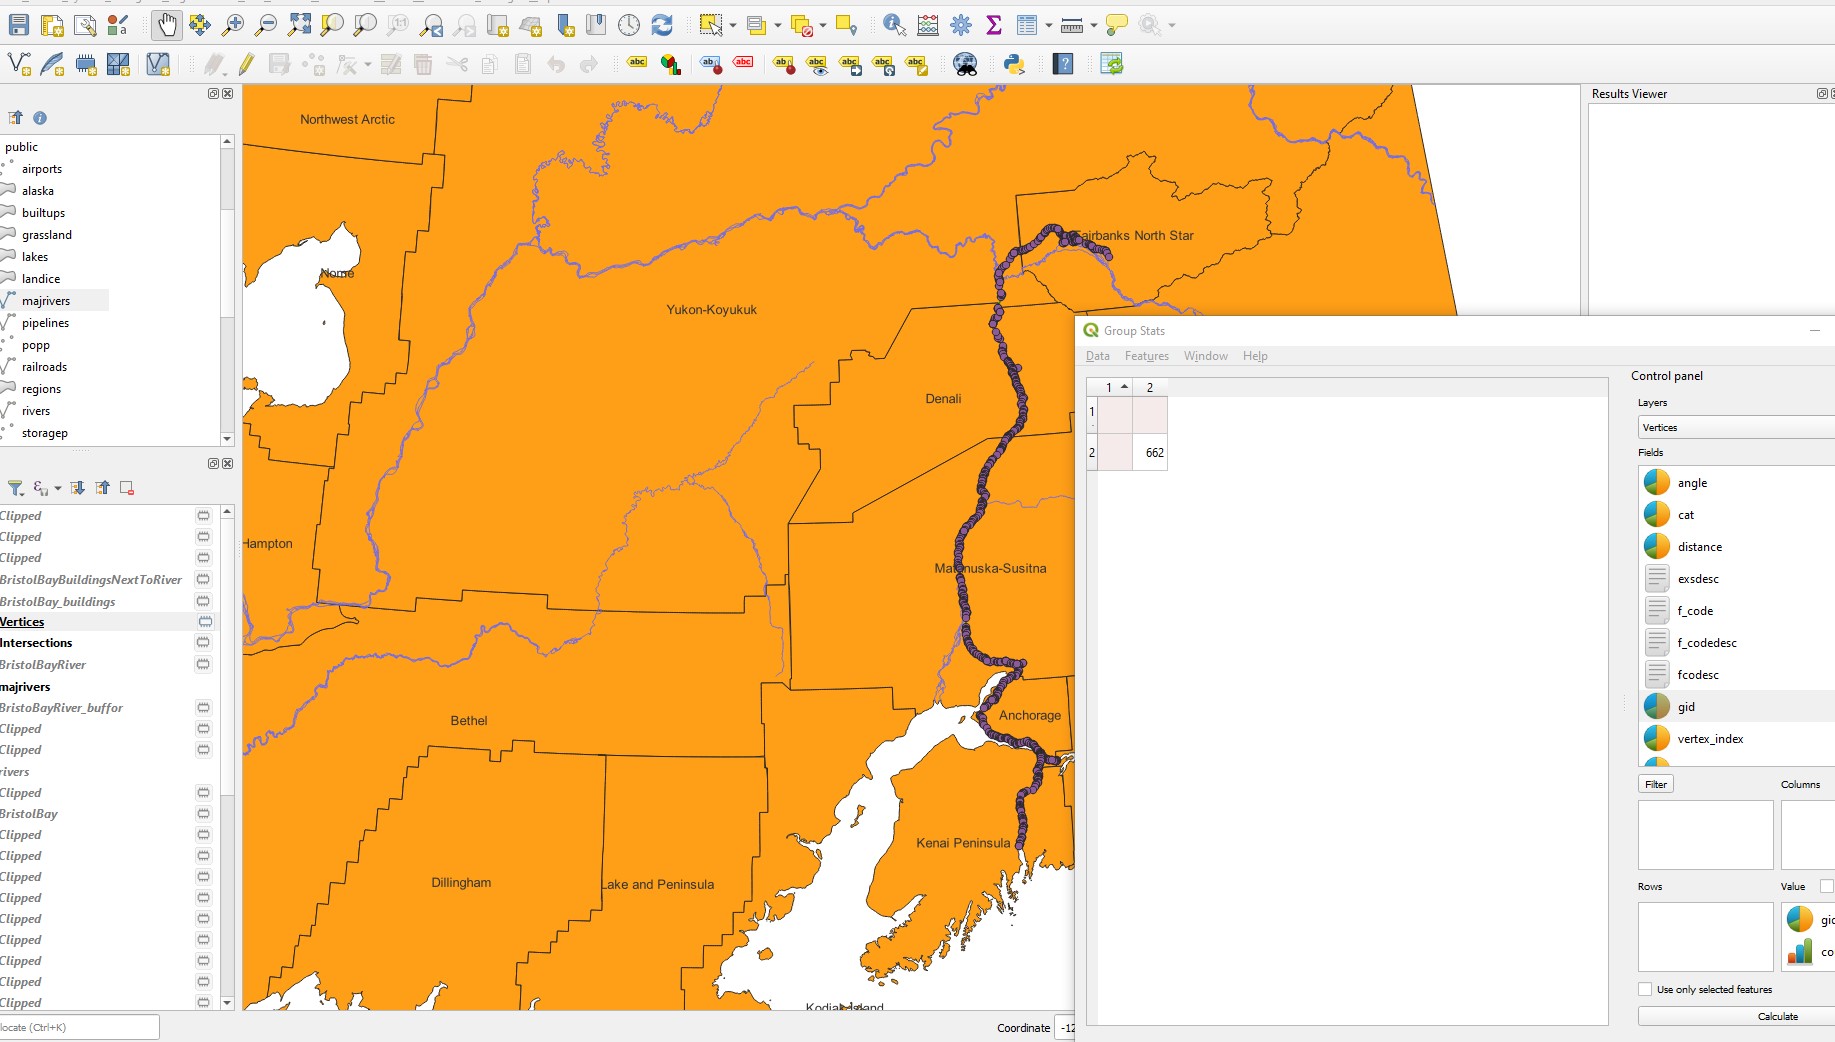 Results Viewer
public
airports
alaska
builtups
grassland
lakes
landice
majrivers
pipelines
popp
railroads
regions
rivers
storagep
Clipped
Clipped
Clipped
BristolBayBuildingsNextToRiver
BristolBay_buildings
Vertices
Intersections
BristolBayRiver
majrivers
BristoBayRiver_buffor
Clipped
Clipped
rivers
Clipped
BristolBay
Clipped
Clipped
Clipped
Clipped
Clipped
Clipped
Clipped
Clipped
Clipped
locate (Ctrl+K)
Northwest Arctic
Nome
Fairbanks North Star
Yukon-Koyukuk
Denali
Hampton
Matanuska-Susitna
Bethel
Anchorage
Kenai Peninsula
Dillingham
Lake and Peninsula
Kodiak Island
Coordinate -12
Group Stats
Data Features Window Help
1 2
1
2 662
Control panel
Layers
Vertices
Fields
angle
cat
distance
exsdesc
f_code
f_codedesc
fcodesc
gid
vertex_index
Filter Columns
Rows Value
gid
co
Use only selected features
Calculate